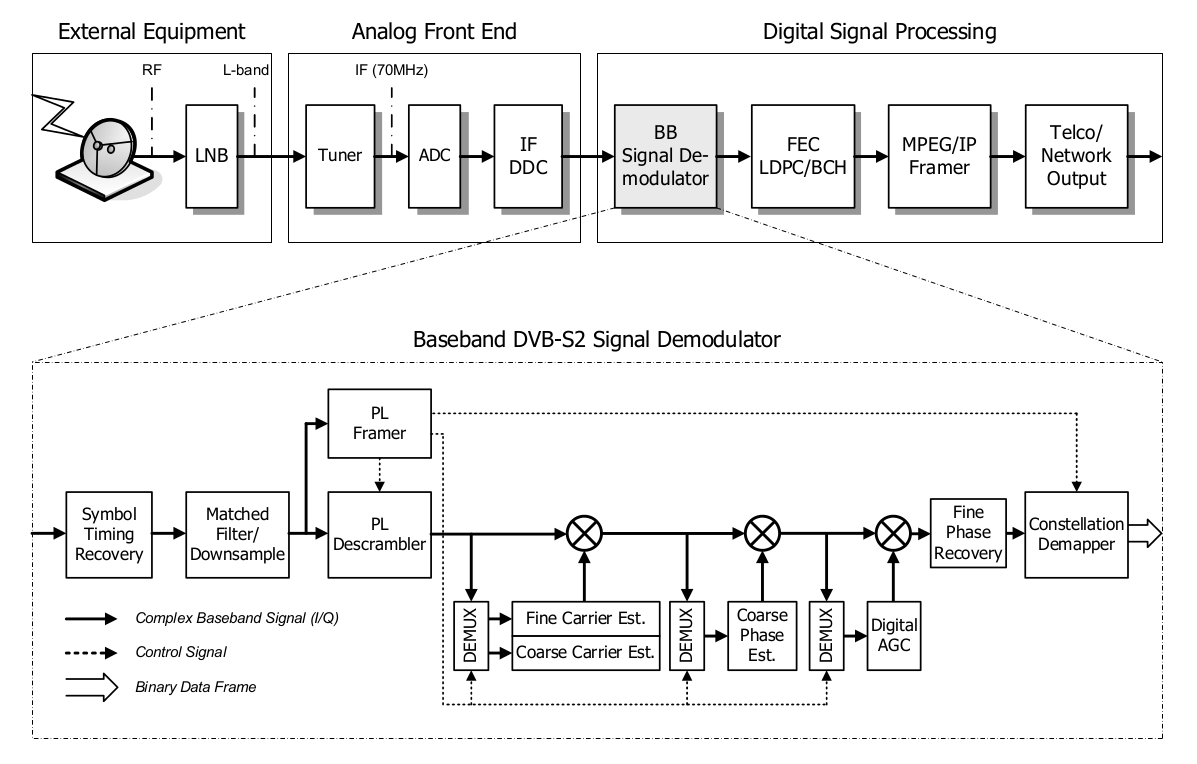 External Equipment
Analog Front End
Digital Signal Processing
RF
L-band
IF (70MHz)
LNB
Tuner
ADC
IF
DDC
BB
Signal De-
modulator
FEC
LDPC/BCH
MPEG/IP
Framer
Telco/
Network
Output
Baseband DVB-S2 Signal Demodulator
PL
Framer
Symbol
Timing
Recovery
Matched
Filter/
Downsample
PL
Descrambler
Fine
Phase
Recovery
Constellation
Demapper
DEMUX
Fine Carrier Est.
Coarse Carrier Est.
DEMUX
Coarse
Phase
Est.
DEMUX
Digital
AGC
Complex Baseband Signal (I/Q)
Control Signal
Binary Data Frame